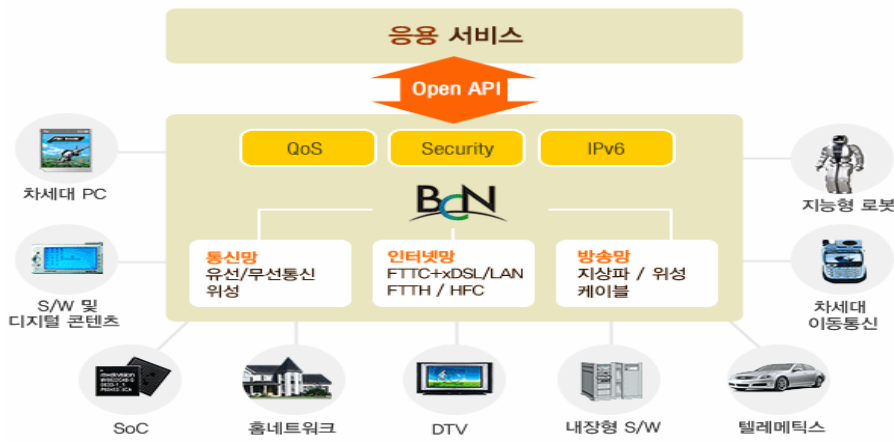 응용 서비스
Open API
QoS
Security
IPv6
BcN
차세대 PC
지능형 로봇
통신망
유선/무선통신
위성
인터넷망
FTTC+xDSL/LAN
FTTH / HFC
방송망
지상파 / 위성
케이블
S/W 및
디지털 콘텐츠
차세대
이동통신
SoC
홈네트워크
DTV
내장형 S/W
텔레메틱스